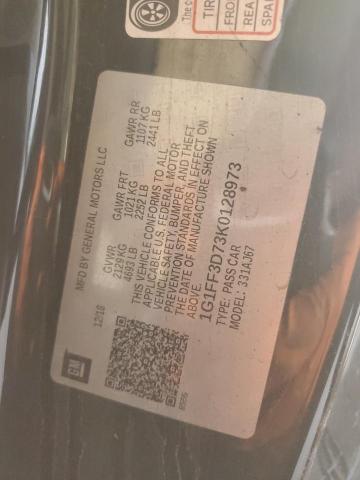 The c
TIR
FRON
REAR
SPA
MFD BY GENERAL MOTORS LLC
GVWR GAWR FRT GAWR RR
2129 KG 1021 KG 1107 KG
4693 LB 2252 LB 2441 LB
THIS VEHICLE CONFORMS TO ALL
APPLICABLE U.S. FEDERAL MOTOR
VEHICLE SAFETY, BUMPER, AND THEFT
PREVENTION STANDARDS IN EFFECT ON
THE DATE OF MANUFACTURE SHOWN
ABOVE.
1G1FF3D73K0128973
TYPE: PASS CAR
MODEL: 331AJ67
12/18
GM